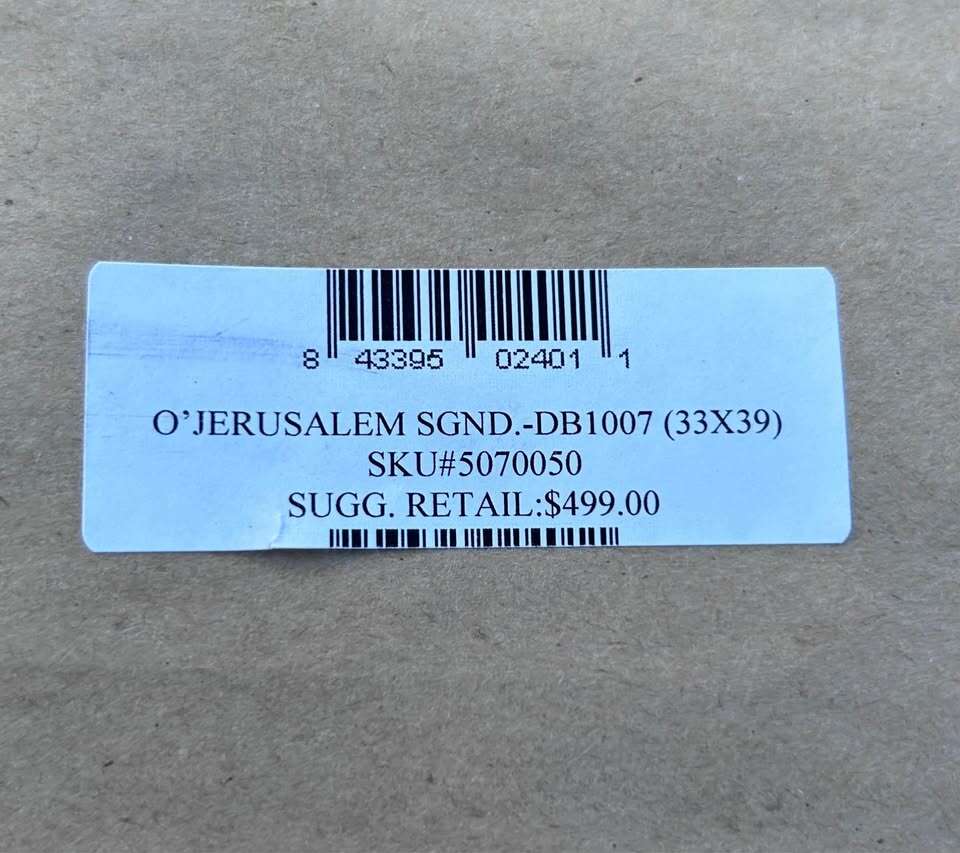 8 43395 02401 1
O'JERUSALEM SGND.-DB1007 (33X39)
SKU#5070050
SUGG. RETAIL:$499.00